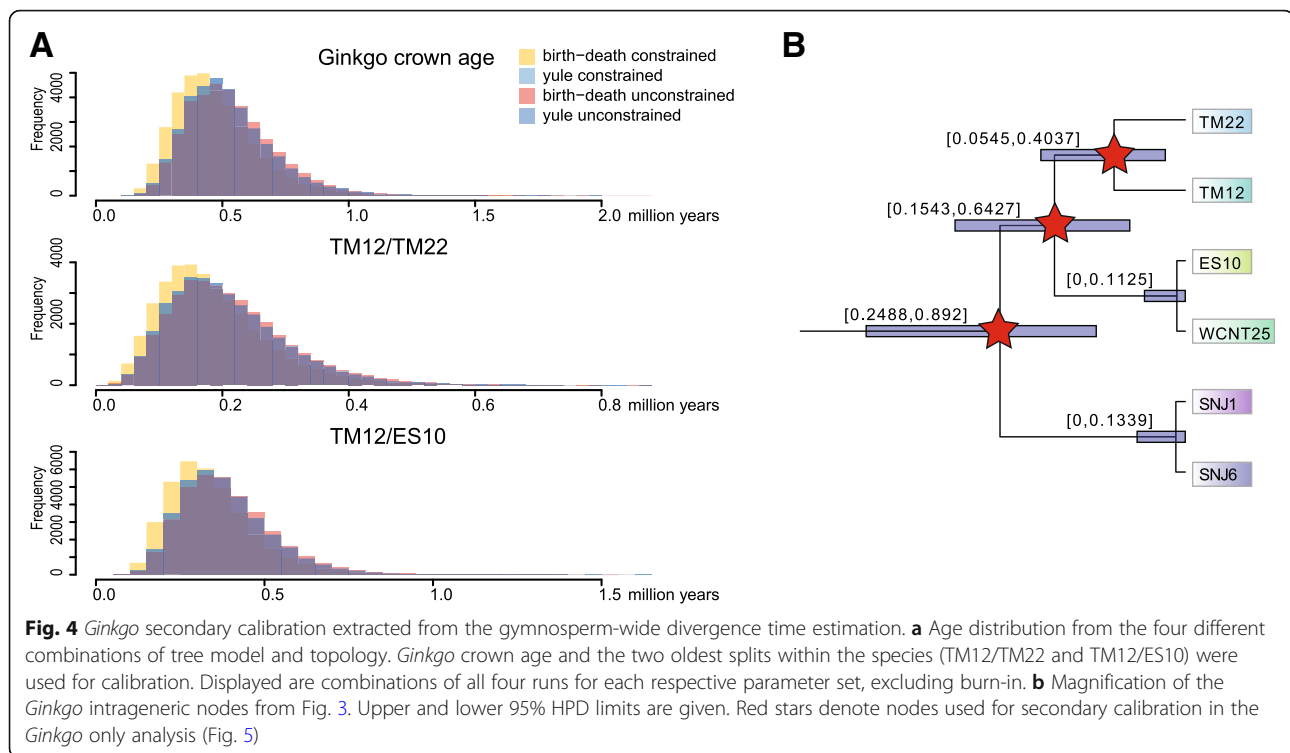 A
Ginkgo crown age
birth−death constrained
yule constrained
birth−death unconstrained
yule unconstrained
Frequency
0 2000 4000
0.0 0.5 1.0 1.5 2.0 million years
TM12/TM22
Frequency
0 2000 4000
0.0 0.2 0.4 0.6 0.8 million years
TM12/ES10
Frequency
0 2000 4000 6000
0.0 0.5 1.0 1.5 million years
B
[0.0545,0.4037]
TM22
TM12
[0.1543,0.6427]
ES10
[0,0.1125]
WCNT25
[0.2488,0.892]
SNJ1
[0,0.1339]
SNJ6
Fig. 4 Ginkgo secondary calibration extracted from the gymnosperm-wide divergence time estimation. a Age distribution from the four different
combinations of tree model and topology. Ginkgo crown age and the two oldest splits within the species (TM12/TM22 and TM12/ES10) were
used for calibration. Displayed are combinations of all four runs for each respective parameter set, excluding burn-in. b Magnification of the
Ginkgo intrageneric nodes from Fig. 3. Upper and lower 95% HPD limits are given. Red stars denote nodes used for secondary calibration in the
Ginkgo only analysis (Fig. 5)